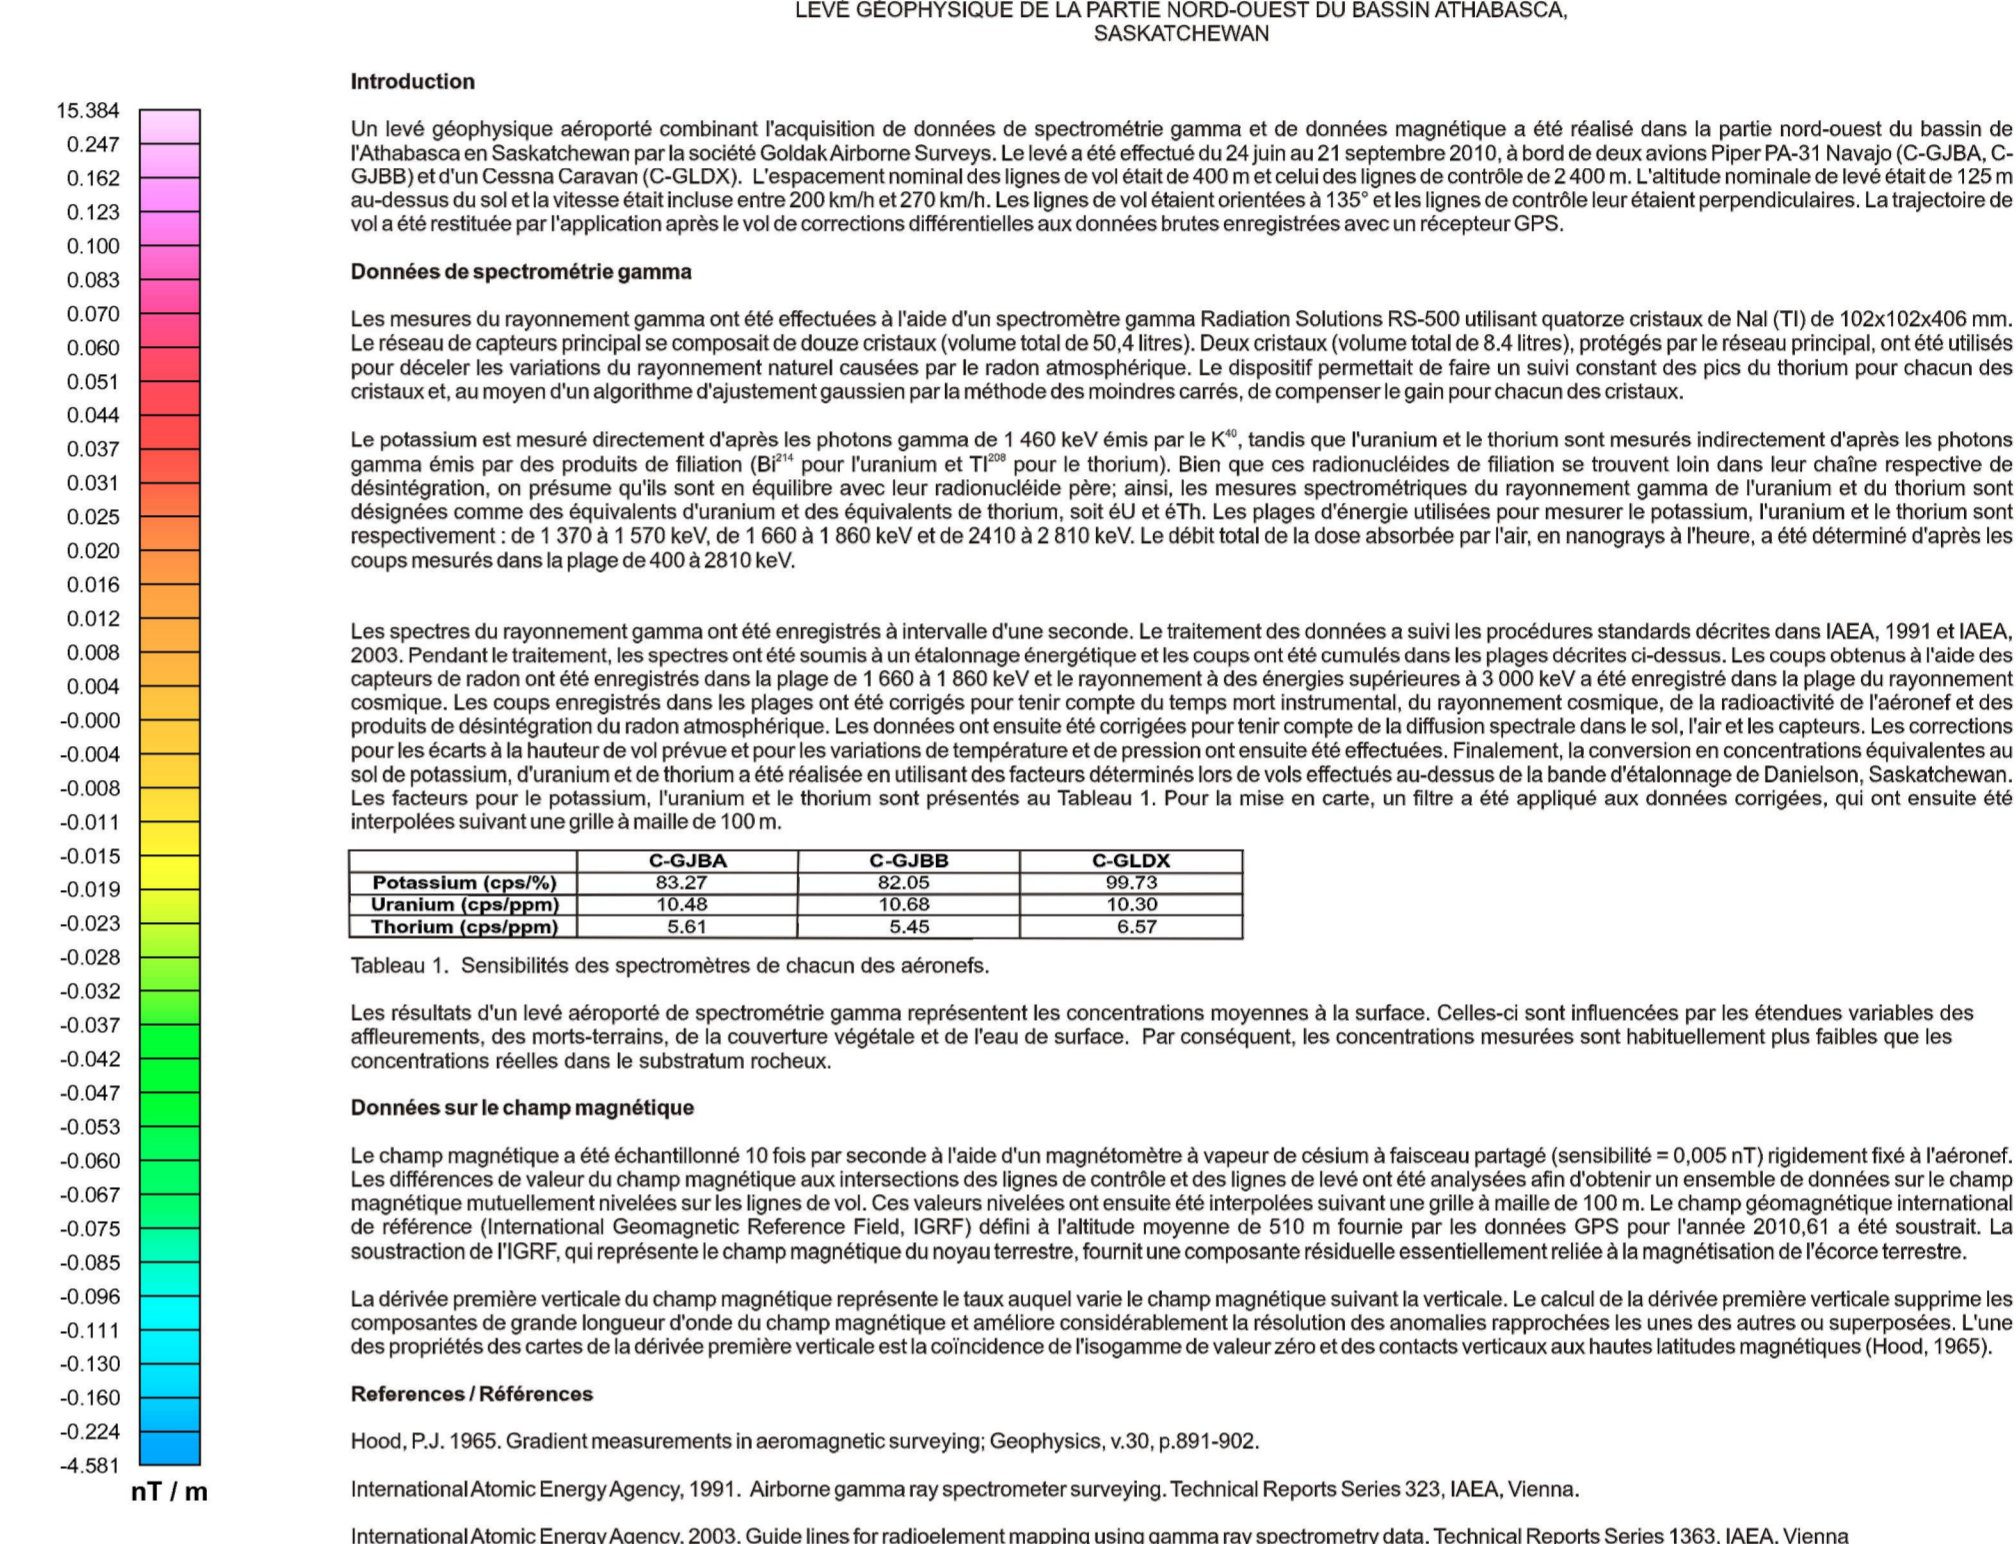 LEVÉ GÉOPHYSIQUE DE LA PARTIE NORD-OUEST DU BASSIN ATHABASCA,
SASKATCHEWAN
Introduction
Un levé géophysique aéroporté combinant l'acquisition de données de spectrométrie gamma et de données magnétique a été réalisé dans la partie nord-ouest du bassin de
l'Athabasca en Saskatchewan par la société Goldak Airborne Surveys. Le levé a été effectué du 24 juin au 21 septembre 2010, à bord de deux avions Piper PA-31 Navajo (C-GJBA, C-
GJBB) et d'un Cessna Caravan (C-GLDX). L'espacement nominal des lignes de vol était de 400 m et celui des lignes de contrôle de 2 400 m. L'altitude nominale de levé était de 125 m
au-dessus du sol et la vitesse était incluse entre 200 km/h et 270 km/h. Les lignes de vol étaient orientées à 135° et les lignes de contrôle leur étaient perpendiculaires. La trajectoire de
vol a été restituée par l'application après le vol de corrections différentielles aux données brutes enregistrées avec un récepteur GPS.
Données de spectrométrie gamma
Les mesures du rayonnement gamma ont été effectuées à l'aide d'un spectromètre gamma Radiation Solutions RS-500 utilisant quatorze cristaux de NaI (Tl) de 102x102x406 mm.
Le réseau de capteurs principal se composait de douze cristaux (volume total de 50,4 litres). Deux cristaux (volume total de 8.4 litres), protégés par le réseau principal, ont été utilisés
pour déceler les variations du rayonnement naturel causées par le radon atmosphérique. Le dispositif permettait de faire un suivi constant des pics du thorium pour chacun des
cristaux et, au moyen d'un algorithme d'ajustement gaussien par la méthode des moindres carrés, de compenser le gain pour chacun des cristaux.
Le potassium est mesuré directement d'après les photons gamma de 1 460 keV émis par le K⁴⁰, tandis que l'uranium et le thorium sont mesurés indirectement d'après les photons
gamma émis par des produits de filiation (Bi²¹⁴ pour l'uranium et Tl²⁰⁸ pour le thorium). Bien que ces radionucléides de filiation se trouvent loin dans leur chaîne respective de
désintégration, on présume qu'ils sont en équilibre avec leur radionucléide père; ainsi, les mesures spectrométriques du rayonnement gamma de l'uranium et du thorium sont
désignées comme des équivalents d'uranium et des équivalents de thorium, soit éU et éTh. Les plages d'énergie utilisées pour mesurer le potassium, l'uranium et le thorium sont
respectivement : de 1 370 à 1 570 keV, de 1 660 à 1 860 keV et de 2410 à 2 810 keV. Le débit total de la dose absorbée par l'air, en nanograys à l'heure, a été déterminé d'après les
coups mesurés dans la plage de 400 à 2810 keV.
Les spectres du rayonnement gamma ont été enregistrés à intervalle d'une seconde. Le traitement des données a suivi les procédures standards décrites dans IAEA, 1991 et IAEA,
2003. Pendant le traitement, les spectres ont été soumis à un étalonnage énergétique et les coups ont été cumulés dans les plages décrites ci-dessus. Les coups obtenus à l'aide des
capteurs de radon ont été enregistrés dans la plage de 1 660 à 1 860 keV et le rayonnement à des énergies supérieures à 3 000 keV a été enregistré dans la plage du rayonnement
cosmique. Les coups enregistrés dans les plages ont été corrigés pour tenir compte du temps mort instrumental, du rayonnement cosmique, de la radioactivité de l'aéronef et des
produits de désintégration du radon atmosphérique. Les données ont ensuite été corrigées pour tenir compte de la diffusion spectrale dans le sol, l'air et les capteurs. Les corrections
pour les écarts à la hauteur de vol prévue et pour les variations de température et de pression ont ensuite été effectuées. Finalement, la conversion en concentrations équivalentes au
sol de potassium, d'uranium et de thorium a été réalisée en utilisant des facteurs déterminés lors de vols effectués au-dessus de la bande d'étalonnage de Danielson, Saskatchewan.
Les facteurs pour le potassium, l'uranium et le thorium sont présentés au Tableau 1. Pour la mise en carte, un filtre a été appliqué aux données corrigées, qui ont ensuite été
interpolées suivant une grille à maille de 100 m.
C-GJBA C-GJBB C-GLDX
Potassium (cps/%) 83.27 82.05 99.73
Uranium (cps/ppm) 10.48 10.68 10.30
Thorium (cps/ppm) 5.61 5.45 6.57
Tableau 1. Sensibilités des spectromètres de chacun des aéronefs.
Les résultats d'un levé aéroporté de spectrométrie gamma représentent les concentrations moyennes à la surface. Celles-ci sont influencées par les étendues variables des
affleurements, des morts-terrains, de la couverture végétale et de l'eau de surface. Par conséquent, les concentrations mesurées sont habituellement plus faibles que les
concentrations réelles dans le substratum rocheux.
Données sur le champ magnétique
Le champ magnétique a été échantillonné 10 fois par seconde à l'aide d'un magnétomètre à vapeur de césium à faisceau partagé (sensibilité = 0,005 nT) rigidement fixé à l'aéronef.
Les différences de valeur du champ magnétique aux intersections des lignes de contrôle et des lignes de levé ont été analysées afin d'obtenir un ensemble de données sur le champ
magnétique mutuellement nivelées sur les lignes de vol. Ces valeurs nivelées ont ensuite été interpolées suivant une grille à maille de 100 m. Le champ géomagnétique international
de référence (International Geomagnetic Reference Field, IGRF) défini à l'altitude moyenne de 510 m fournie par les données GPS pour l'année 2010,61 a été soustrait. La
soustraction de l'IGRF, qui représente le champ magnétique du noyau terrestre, fournit une composante résiduelle essentiellement reliée à la magnétisation de l'écorce terrestre.
La dérivée première verticale du champ magnétique représente le taux auquel varie le champ magnétique suivant la verticale. Le calcul de la dérivée première verticale supprime les
composantes de grande longueur d'onde du champ magnétique et améliore considérablement la résolution des anomalies rapprochées les unes des autres ou superposées. L'une
des propriétés des cartes de la dérivée première verticale est la coïncidence de l'isogamme de valeur zéro et des contacts verticaux aux hautes latitudes magnétiques (Hood, 1965).
References / Références
Hood, P.J. 1965. Gradient measurements in aeromagnetic surveying; Geophysics, v.30, p.891-902.
International Atomic Energy Agency, 1991. Airborne gamma ray spectrometer surveying. Technical Reports Series 323, IAEA, Vienna.
International Atomic Energy Agency, 2003. Guide lines for radioelement mapping using gamma ray spectrometry data. Technical Reports Series 1363, IAEA, Vienna
15.384
0.247
0.162
0.123
0.100
0.083
0.070
0.060
0.051
0.044
0.037
0.031
0.025
0.020
0.016
0.012
0.008
0.004
-0.000
-0.004
-0.008
-0.011
-0.015
-0.019
-0.023
-0.028
-0.032
-0.037
-0.042
-0.047
-0.053
-0.060
-0.067
-0.075
-0.085
-0.096
-0.111
-0.130
-0.160
-0.224
-4.581
nT / m